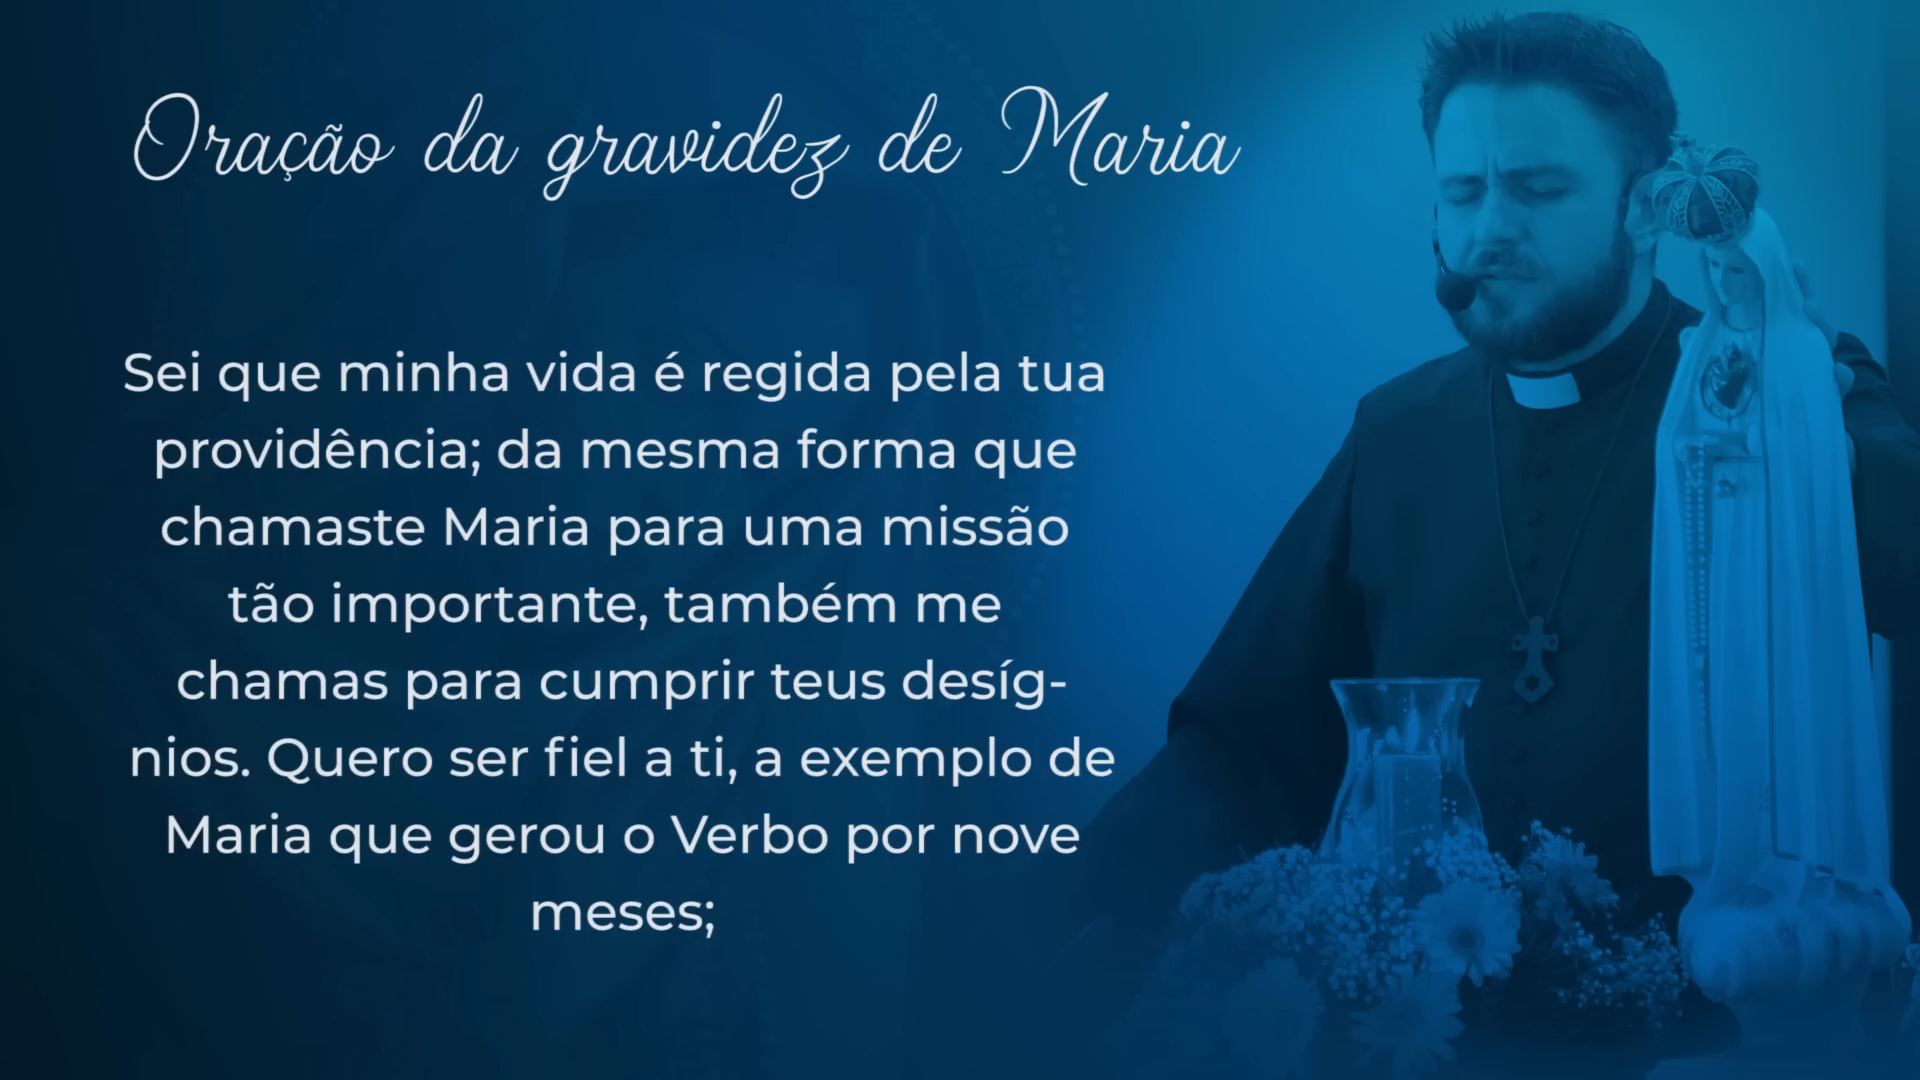 Oração da gravidez de Maria
Sei que minha vida é regida pela tua
providência; da mesma forma que
chamaste Maria para uma missão
tão importante, também me
chamas para cumprir teus desíg-
nios. Quero ser fiel a ti, a exemplo de
Maria que gerou o Verbo por nove
meses;